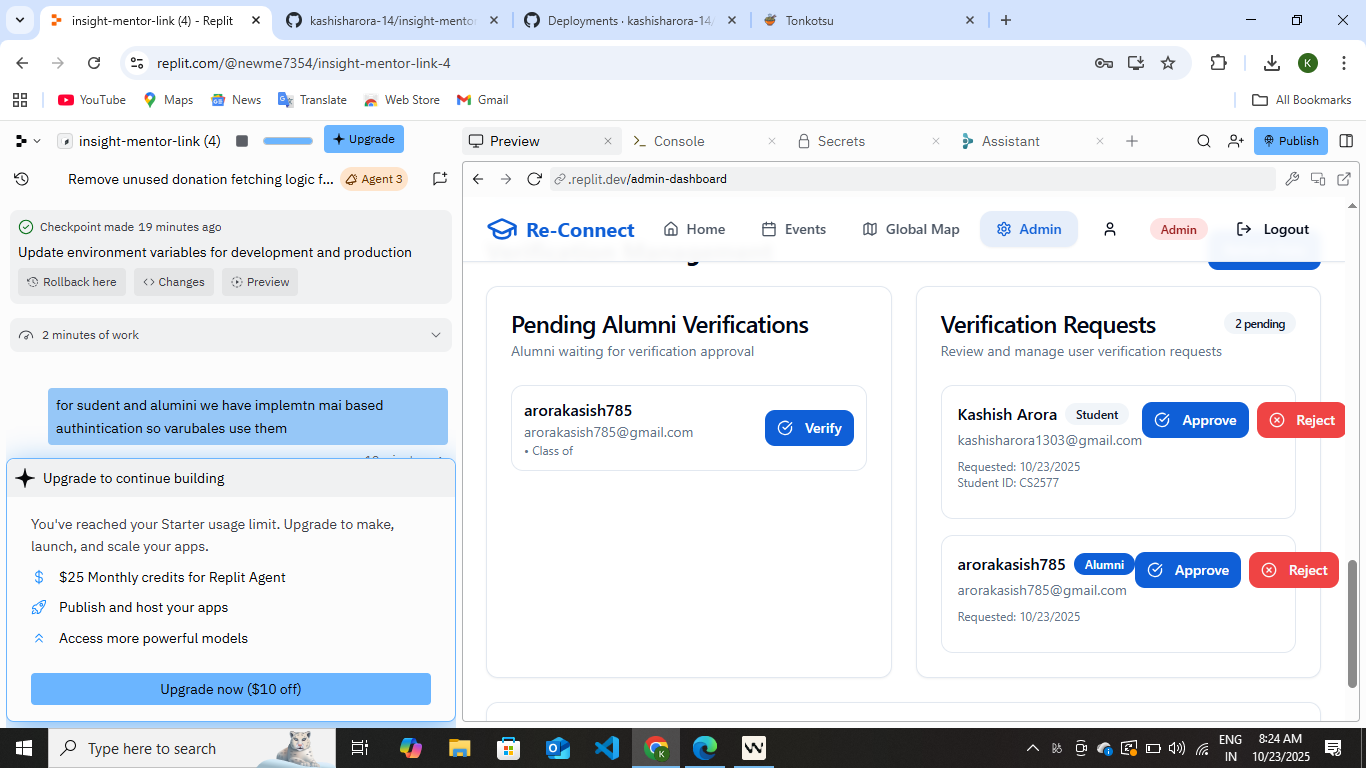 insight-mentor-link (4) - Replit
kashisharora-14/insight-mento
Deployments · kashisharora-14/
Tonkotsu
replit.com/@newme7354/insight-mentor-link-4
K
YouTube
Maps
News
Translate
Web Store
Gmail
All Bookmarks
insight-mentor-link (4)
Upgrade
Preview
Console
Secrets
Assistant
Publish
Remove unused donation fetching logic f...
Agent 3
.replit.dev/admin-dashboard
Checkpoint made 19 minutes ago
Update environment variables for development and production
Rollback here
Changes
Preview
2 minutes of work
for sudent and alumini we have implemtn mai based
authintication so varubales use them
Upgrade to continue building
You've reached your Starter usage limit. Upgrade to make,
launch, and scale your apps.
$25 Monthly credits for Replit Agent
Publish and host your apps
Access more powerful models
Upgrade now ($10 off)
Re-Connect
Home
Events
Global Map
Admin
Admin
Logout
Pending Alumni Verifications
Alumni waiting for verification approval
arorakasish785
arorakasish785@gmail.com
• Class of
Verify
Verification Requests
2 pending
Review and manage user verification requests
Kashish Arora
Student
kashisharora1303@gmail.com
Requested: 10/23/2025
Student ID: CS2577
Approve
Reject
arorakasish785
Alumni
arorakasish785@gmail.com
Requested: 10/23/2025
Approve
Reject
Type here to search
ENG
IN
8:24 AM
10/23/2025